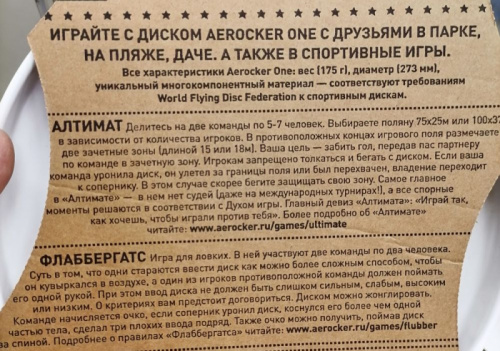 ИГРАЙТЕ С ДИСКОМ AEROCKER ONE С ДРУЗЬЯМИ В ПАРКЕ,
НА ПЛЯЖЕ, ДАЧЕ. А ТАКЖЕ В СПОРТИВНЫЕ ИГРЫ.
Все характеристики Aerocker One: вес (175 г), диаметр (273 мм),
уникальный многокомпонентный материал — соответствуют требованиям
World Flying Disc Federation к спортивным дискам.
АЛТИМАТ Делитесь на две команды по 5-7 человек. Выбираете поляну 75х25м или 100х37
в зависимости от количества игроков. В противоположных концах игрового поля размечаете
две зачетные зоны (длиной 15 или 18м). Ваша цель — забить гол, передав пас партнеру
по команде в зачетную зону. Игрокам запрещено толкаться и бегать с диском. Если ваша
команда уронила диск, он улетел за границы поля или был перехвачен, владение переходит
к сопернику. В этом случае скорее бегите защищать свою зону. Самое главное
в «Алтимате» — в нем нет судей (даже на международных турнирах!), а все спорные
моменты решаются в соответствии с Духом игры. Главный девиз «Алтимата»: «Играй так,
как хочешь, чтобы играли против тебя». Более подробно об «Алтимате»
читайте: www.aerocker.ru/games/ultimate
ФЛАББЕРГАТС Игра для ловких. В ней участвуют две команды по два человека.
Суть в том, что одни стараются ввести диск как можно более сложным способом, чтобы
он кувыркался в воздухе, а один из игроков противоположной команды должен поймать
его одной рукой. При этом ввод диска не должен быть слишком сильным, слабым, высоким
или низким. О критериях вам предстоит договориться. Диском можно жонглировать.
Команде начисляется очко, если соперник уронил диск, коснулся его более чем одной
частью тела, сделал три плохих ввода подряд. Также очко можно получить, поймав диск
за спиной. Подробнее о правилах «Флаббергатса» читайте: www.aerocker.ru/games/flubber